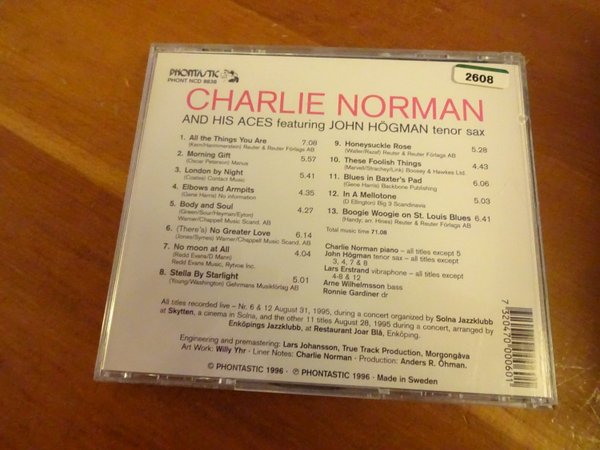 PHONTASTIC
PHONT NCD 8838
2608
CHARLIE NORMAN
AND HIS ACES featuring JOHN HÖGMAN tenor sax
1. All the Things You Are 7.08
(Kern/Hammerstein) Reuter & Reuter Förlags AB
2. Morning Gift 5.57
(Oscar Peterson) Manus
3. London by Night 5.41
(Coates) Contact Music
4. Elbows and Armpits 4.35
(Gene Harris) No information
5. Body and Soul 4.27
(Green/Sour/Heyman/Eyton)
Warner/Chappell Music Scand. AB
6. (There's) No Greater Love 6.14
(Jones/Symes) Warner/Chappell Music Scand. AB
7. No moon at All 4.04
(Redd Evans/D Mann)
Redd Evans Music, Rytvoe Inc.
8. Stella By Starlight 5.01
(Young/Washington) Gehrmans Musikförlag AB
9. Honeysuckle Rose 5.28
(Waller/Razaf) Reuter & Reuter Förlags AB
10. These Foolish Things 4.43
(Marvell/Strachey/Link) Boosey & Hawkes Ltd.
11. Blues in Baxter's Pad 6.06
(Gene Harris) Backbone Publishing
12. In A Mellotone 5.03
(D Ellington) Big 9 Scandinavia
13. Boogie Woogie on St. Louis Blues 6.41
(Handy; arr. Hines) Reuter & Reuter Förlags AB
Total music time 71.08
Charlie Norman piano – all titles except 5
John Högman tenor sax – all titles except
3, 4, 7 & 8
Lars Erstrand vibraphone – all titles except
4-8 & 12
Arne Wilhelmsson bass
Ronnie Gardiner dr
All titles recorded live – Nr. 6 & 12 August 31, 1995, during a concert organized by Solna Jazzklubb
at Skytten, a cinema in Solna, and the other 11 titles August 28, 1995 during a concert, arranged by
Enköpings Jazzklubb, at Restaurant Joar Blå, Enköping.
Engineering and premastering: Lars Johansson, True Track Production, Morgongåva
Art Work: Willy Yhr · Liner Notes: Charlie Norman · Production: Anders R. Öhman.
© PHONTASTIC 1996 · ℗ PHONTASTIC 1996 · Made in Sweden
7 320470 000601